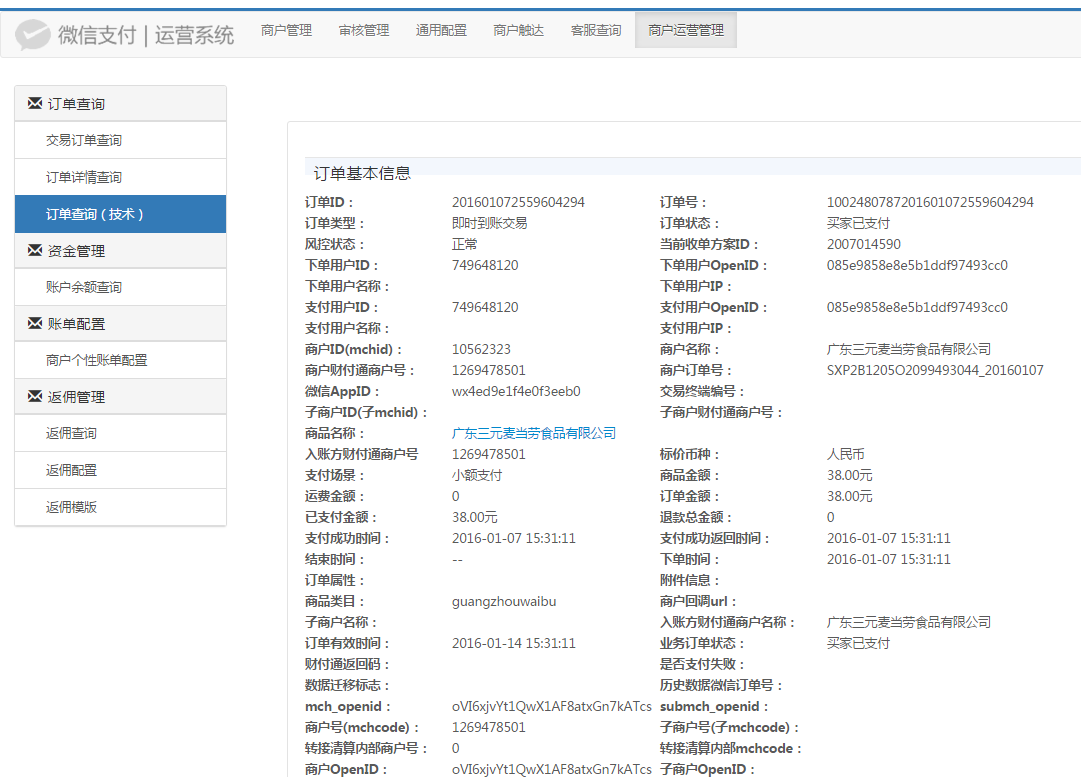 微信支付 | 运营系统 商户管理 审核管理 通用配置 商户触达 客服查询 商户运营管理
订单查询
交易订单查询
订单详情查询
订单查询（技术）
资金管理
账户余额查询
账单配置
商户个性账单配置
返佣管理
返佣查询
返佣配置
返佣模版
订单基本信息
订单ID： 201601072559604294 订单号： 1002480787201601072559604294
订单类型： 即时到账交易 订单状态： 买家已支付
风控状态： 正常 当前收单方案ID： 2007014590
下单用户ID： 749648120 下单用户OpenID： 085e9858e8e5b1ddf97493cc0
下单用户名称： 下单用户IP：
支付用户ID： 749648120 支付用户OpenID： 085e9858e8e5b1ddf97493cc0
支付用户名称： 支付用户IP：
商户ID(mchid)： 10562323 商户名称： 广东三元麦当劳食品有限公司
商户财付通商户号： 1269478501 商户订单号： SXP2B1205O2099493044_20160107
微信AppID： wx4ed9e1f4e0f3eeb0 交易终端编号：
子商户ID(子mchid)： 子商户财付通商户号：
商品名称： 广东三元麦当劳食品有限公司
入账方财付通商户号 1269478501 标价币种： 人民币
支付场景： 小额支付 商品金额： 38.00元
运费金额： 0 订单金额： 38.00元
已支付金额： 38.00元 退款总金额： 0
支付成功时间： 2016-01-07 15:31:11 支付成功返回时间： 2016-01-07 15:31:11
结束时间： -- 下单时间： 2016-01-07 15:31:11
订单属性： 附件信息：
商品类目： guangzhouwaibu 商户回调url：
子商户名称： 入账方财付通商户名称： 广东三元麦当劳食品有限公司
订单有效时间： 2016-01-14 15:31:11 业务订单状态： 买家已支付
财付通返回码： 是否支付失败：
数据迁移标志： 历史数据微信订单号：
mch_openid： oVI6xjvYt1QwX1AF8atxGn7kATcs submch_openid：
商户号(mchcode)： 1269478501 子商户号(子mchcode)：
转接清算内部商户号： 0 转接清算内部mchcode：
商户OpenID： oVI6xjvYt1QwX1AF8atxGn7kATcs 子商户OpenID：